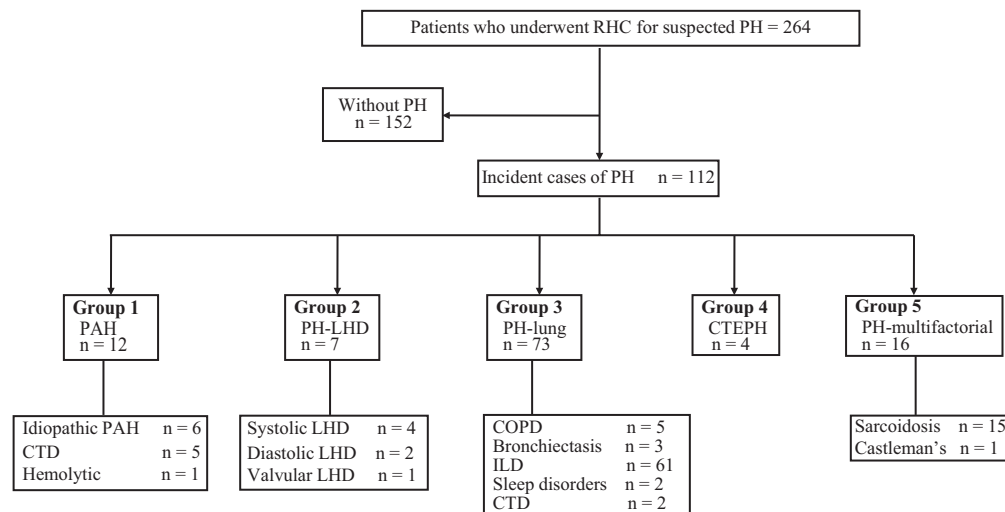 Patients who underwent RHC for suspected PH = 264
Without PH
n = 152
Incident cases of PH n = 112
Group 1
PAH
n = 12
Group 2
PH-LHD
n = 7
Group 3
PH-lung
n = 73
Group 4
CTEPH
n = 4
Group 5
PH-multifactorial
n = 16
Idiopathic PAH n = 6
CTD n = 5
Hemolytic n = 1
Systolic LHD n = 4
Diastolic LHD n = 2
Valvular LHD n = 1
COPD n = 5
Bronchiectasis n = 3
ILD n = 61
Sleep disorders n = 2
CTD n = 2
Sarcoidosis n = 15
Castleman’s n = 1